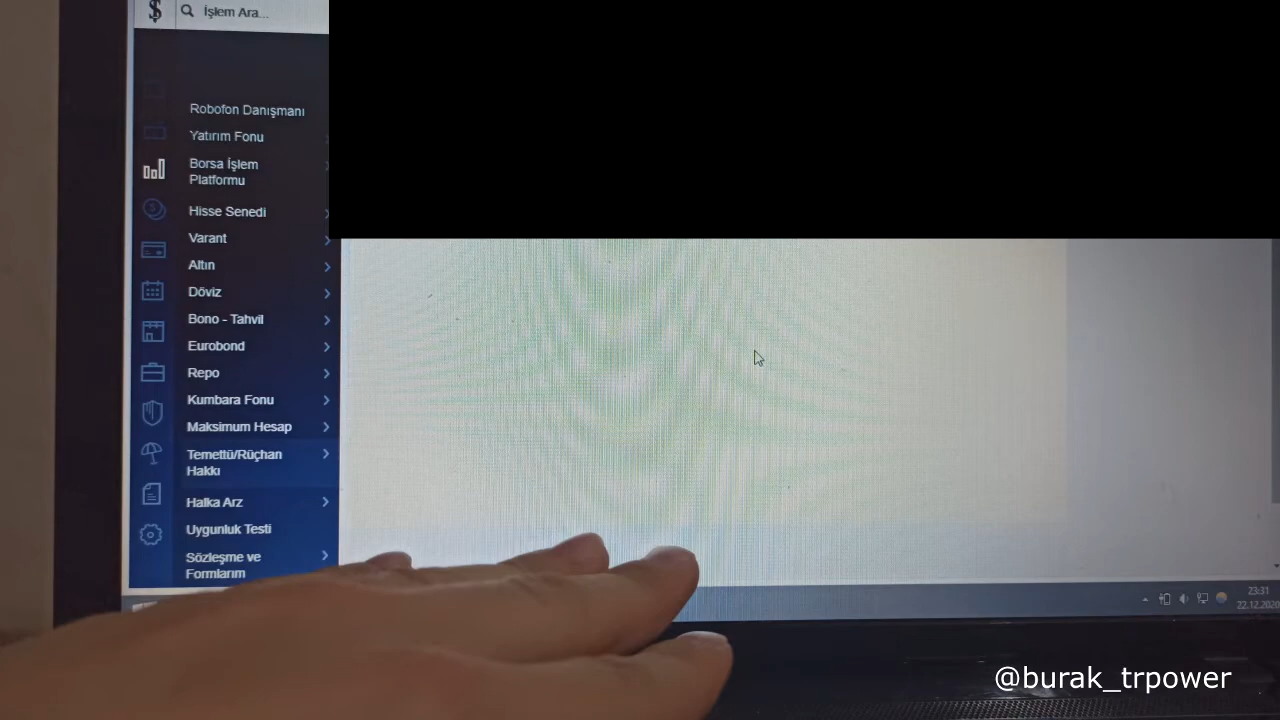 İşlem Ara...
Robofon Danışmanı
Yatırım Fonu
Borsa İşlem
Platformu
Hisse Senedi
Varant
Altın
Döviz
Bono - Tahvil
Eurobond
Repo
Kumbara Fonu
Maksimum Hesap
Temettü/Rüçhan
Hakkı
Halka Arz
Uygunluk Testi
Sözleşme ve
Formlarım
23:31
22.12.2020
@burak_trpower